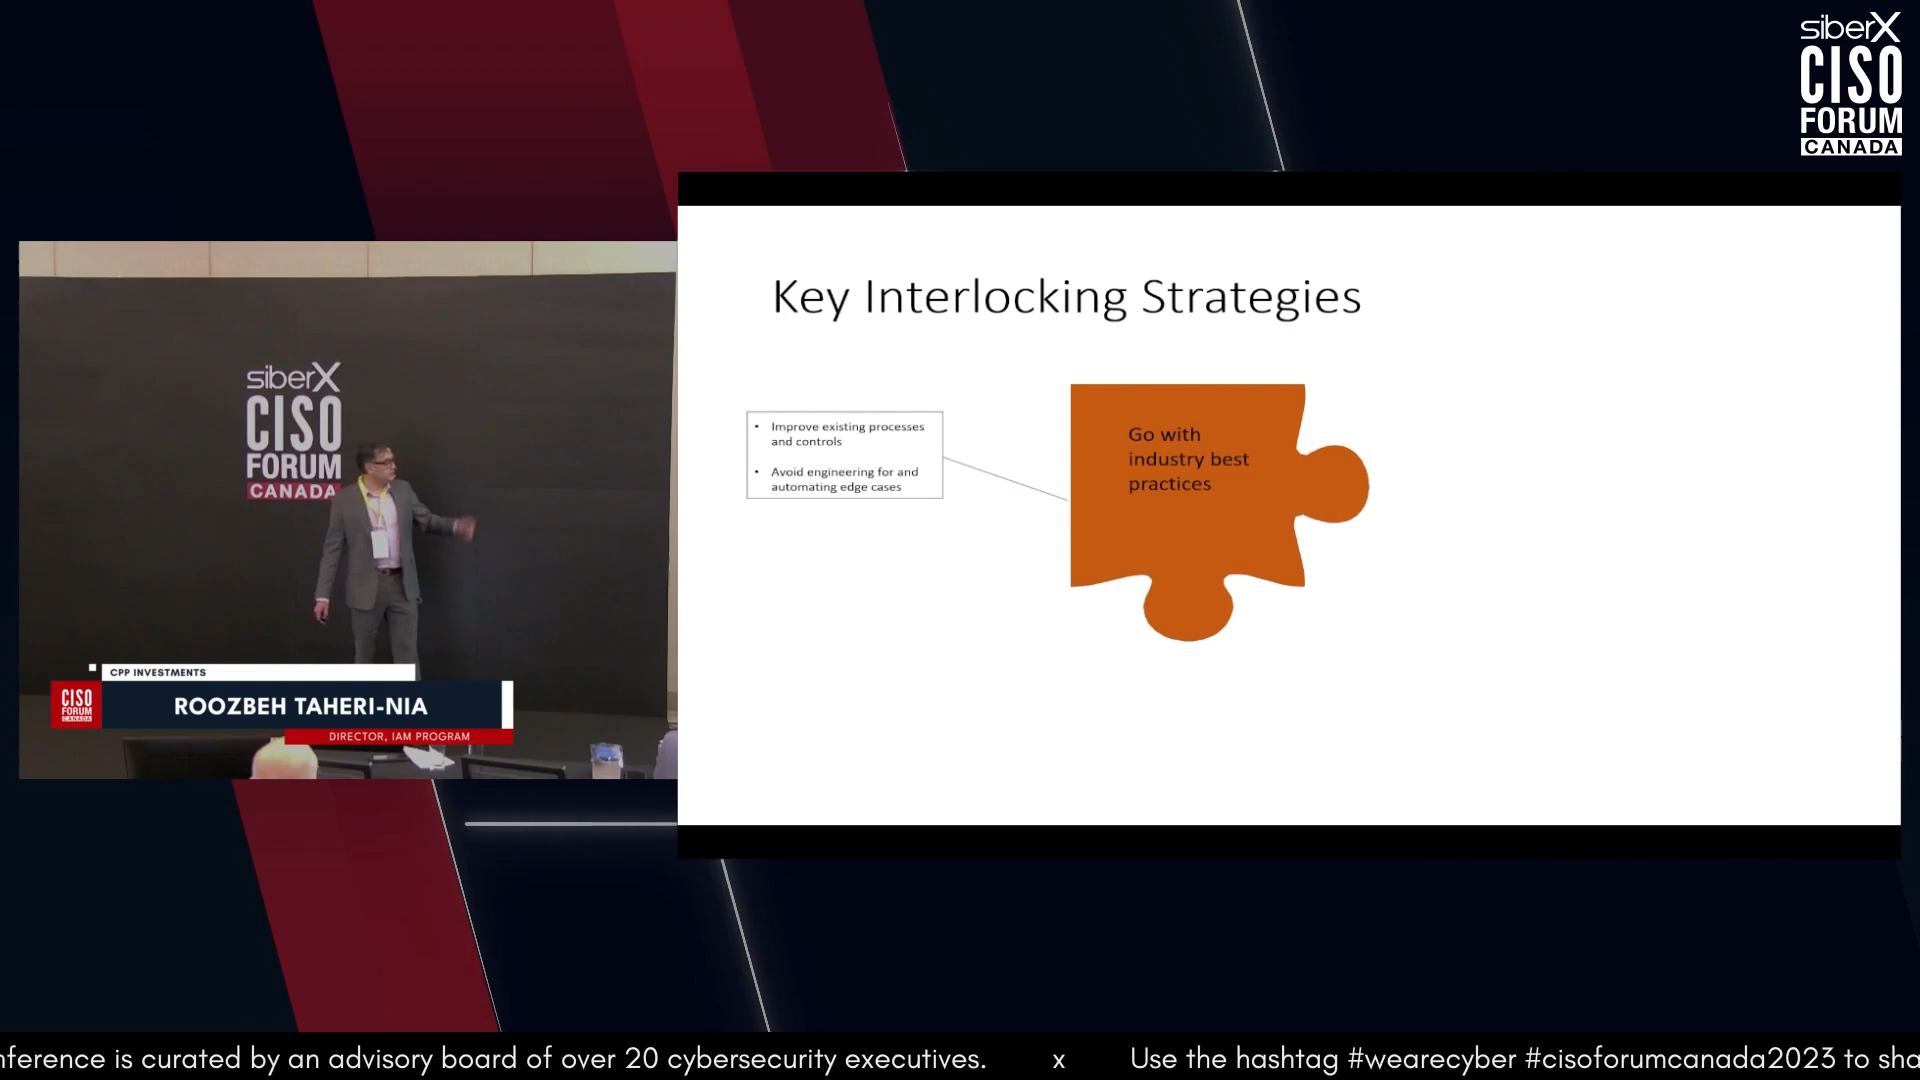 siberX
CISO
FORUM
CANADA
Key Interlocking Strategies
• Improve existing processes
and controls
• Avoid engineering for and
automating edge cases
Go with
industry best
practices
siberX
CISO
FORUM
CANADA
CPP INVESTMENTS
CISO
FORUM
CANADA
ROOZBEH TAHERI-NIA
DIRECTOR, IAM PROGRAM
nference is curated by an advisory board of over 20 cybersecurity executives. x Use the hashtag #wearecyber #cisoforumcanada2023 to sha